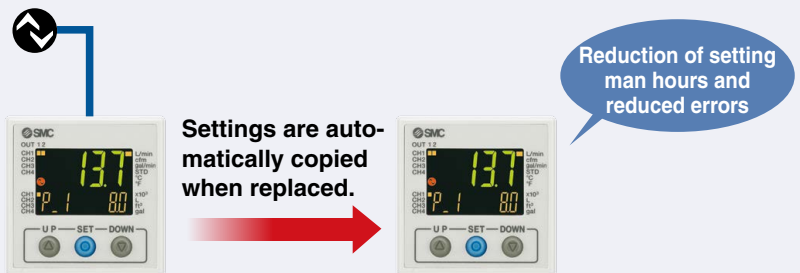 Reduction of setting
man hours and
reduced errors
Settings are auto-
matically copied
when replaced.
SMC
OUT 1 2
CH1
CH2
CH3
CH4
13.7
L/min
cfm
gal/min
STD
°C
°F
CH1
CH2
CH3
CH4
P_1 8.0
x10³
L
ft³
gal
UP SET DOWN
SMC
OUT 1 2
CH1
CH2
CH3
CH4
13.7
L/min
cfm
gal/min
STD
°C
°F
CH1
CH2
CH3
CH4
P_1 8.0
x10³
L
ft³
gal
UP SET DOWN